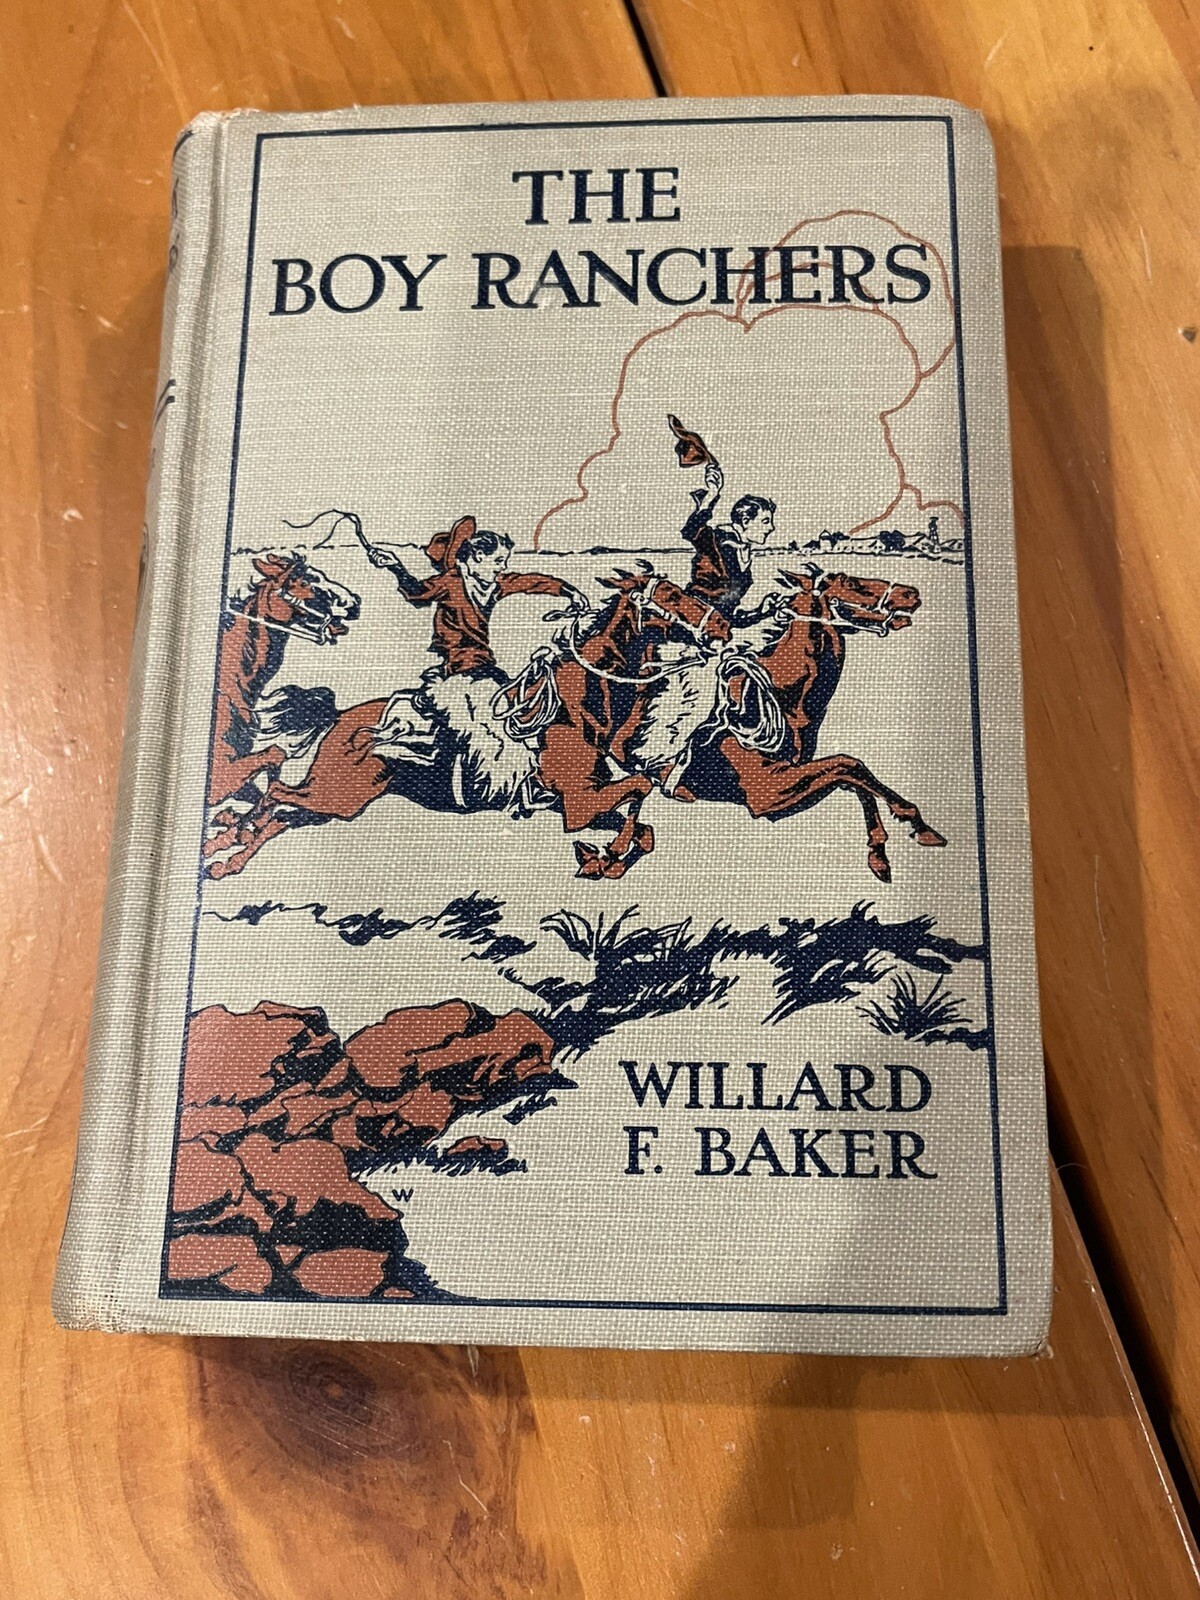 THE
BOY RANCHERS
WILLARD
F. BAKER
W